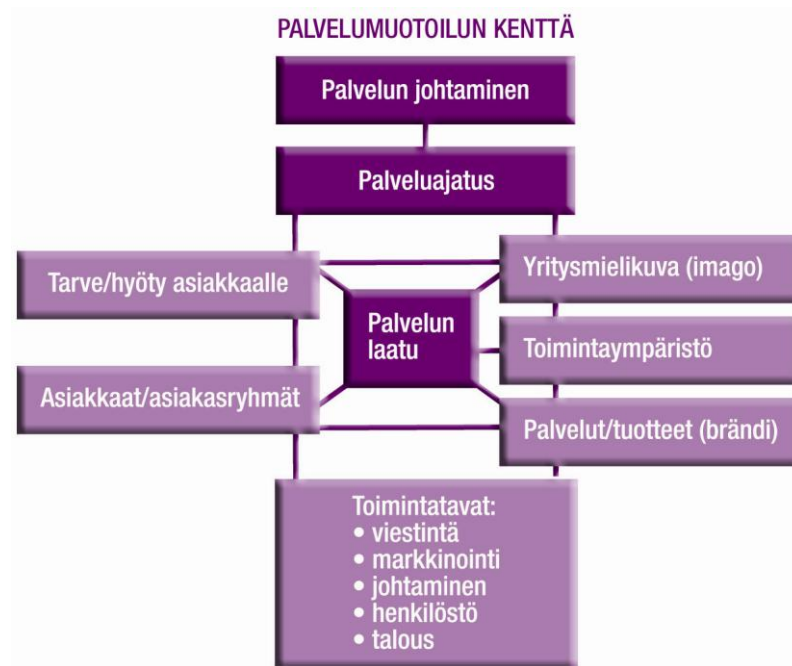 PALVELUMUOTOILUN KENTTÄ
Palvelun johtaminen
Palveluajatus
Tarve/hyöty asiakkaalle
Yritysmielikuva (imago)
Palvelun
laatu
Toimintaympäristö
Asiakkaat/asiakasryhmät
Palvelut/tuotteet (brändi)
Toimintatavat:
• viestintä
• markkinointi
• johtaminen
• henkilöstö
• talous